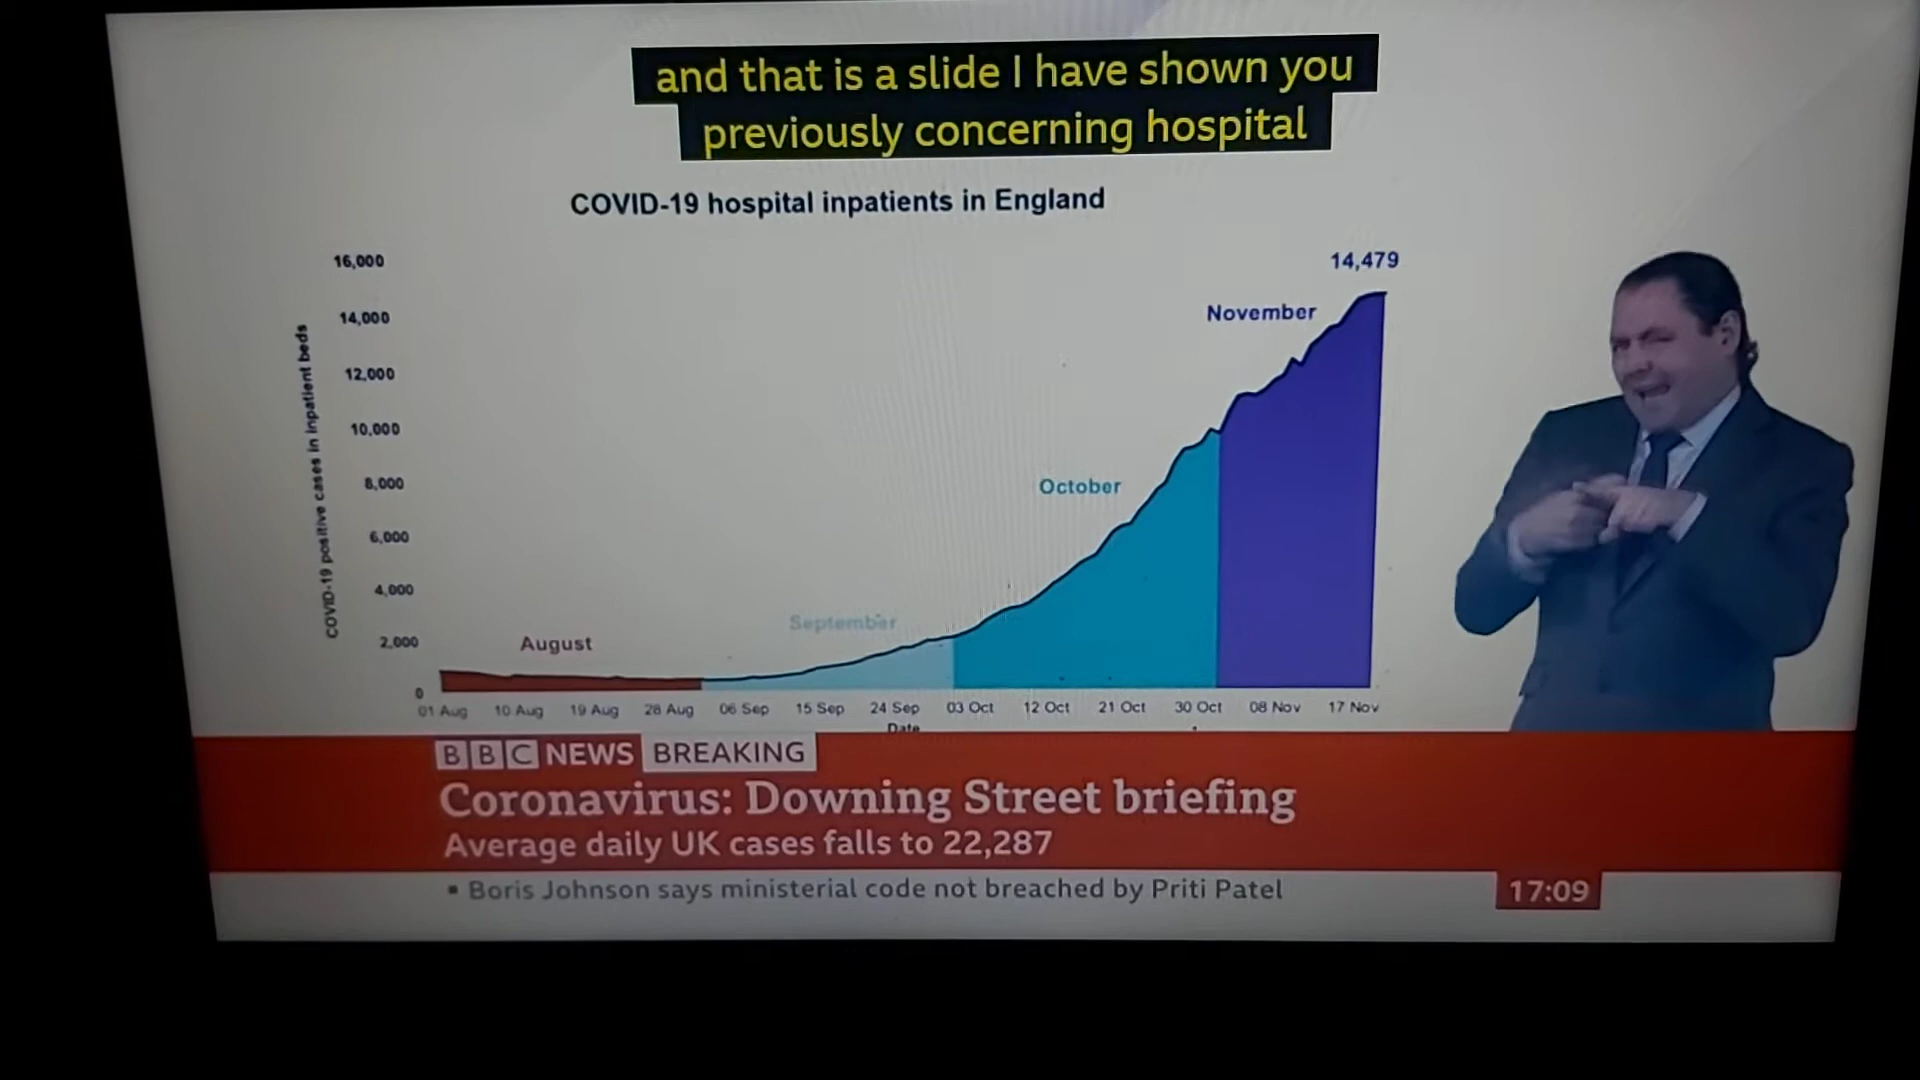 and that is a slide I have shown you
previously concerning hospital
COVID-19 hospital inpatients in England
COVID-19 positive cases in inpatient beds
16,000
14,000
12,000
10,000
8,000
6,000
4,000
2,000
0
August
September
October
November
14,479
01 Aug 10 Aug 19 Aug 28 Aug 06 Sep 15 Sep 24 Sep 03 Oct 12 Oct 21 Oct 30 Oct 08 Nov 17 Nov
Date
BBC NEWS BREAKING
Coronavirus: Downing Street briefing
Average daily UK cases falls to 22,287
▪ Boris Johnson says ministerial code not breached by Priti Patel
17:09